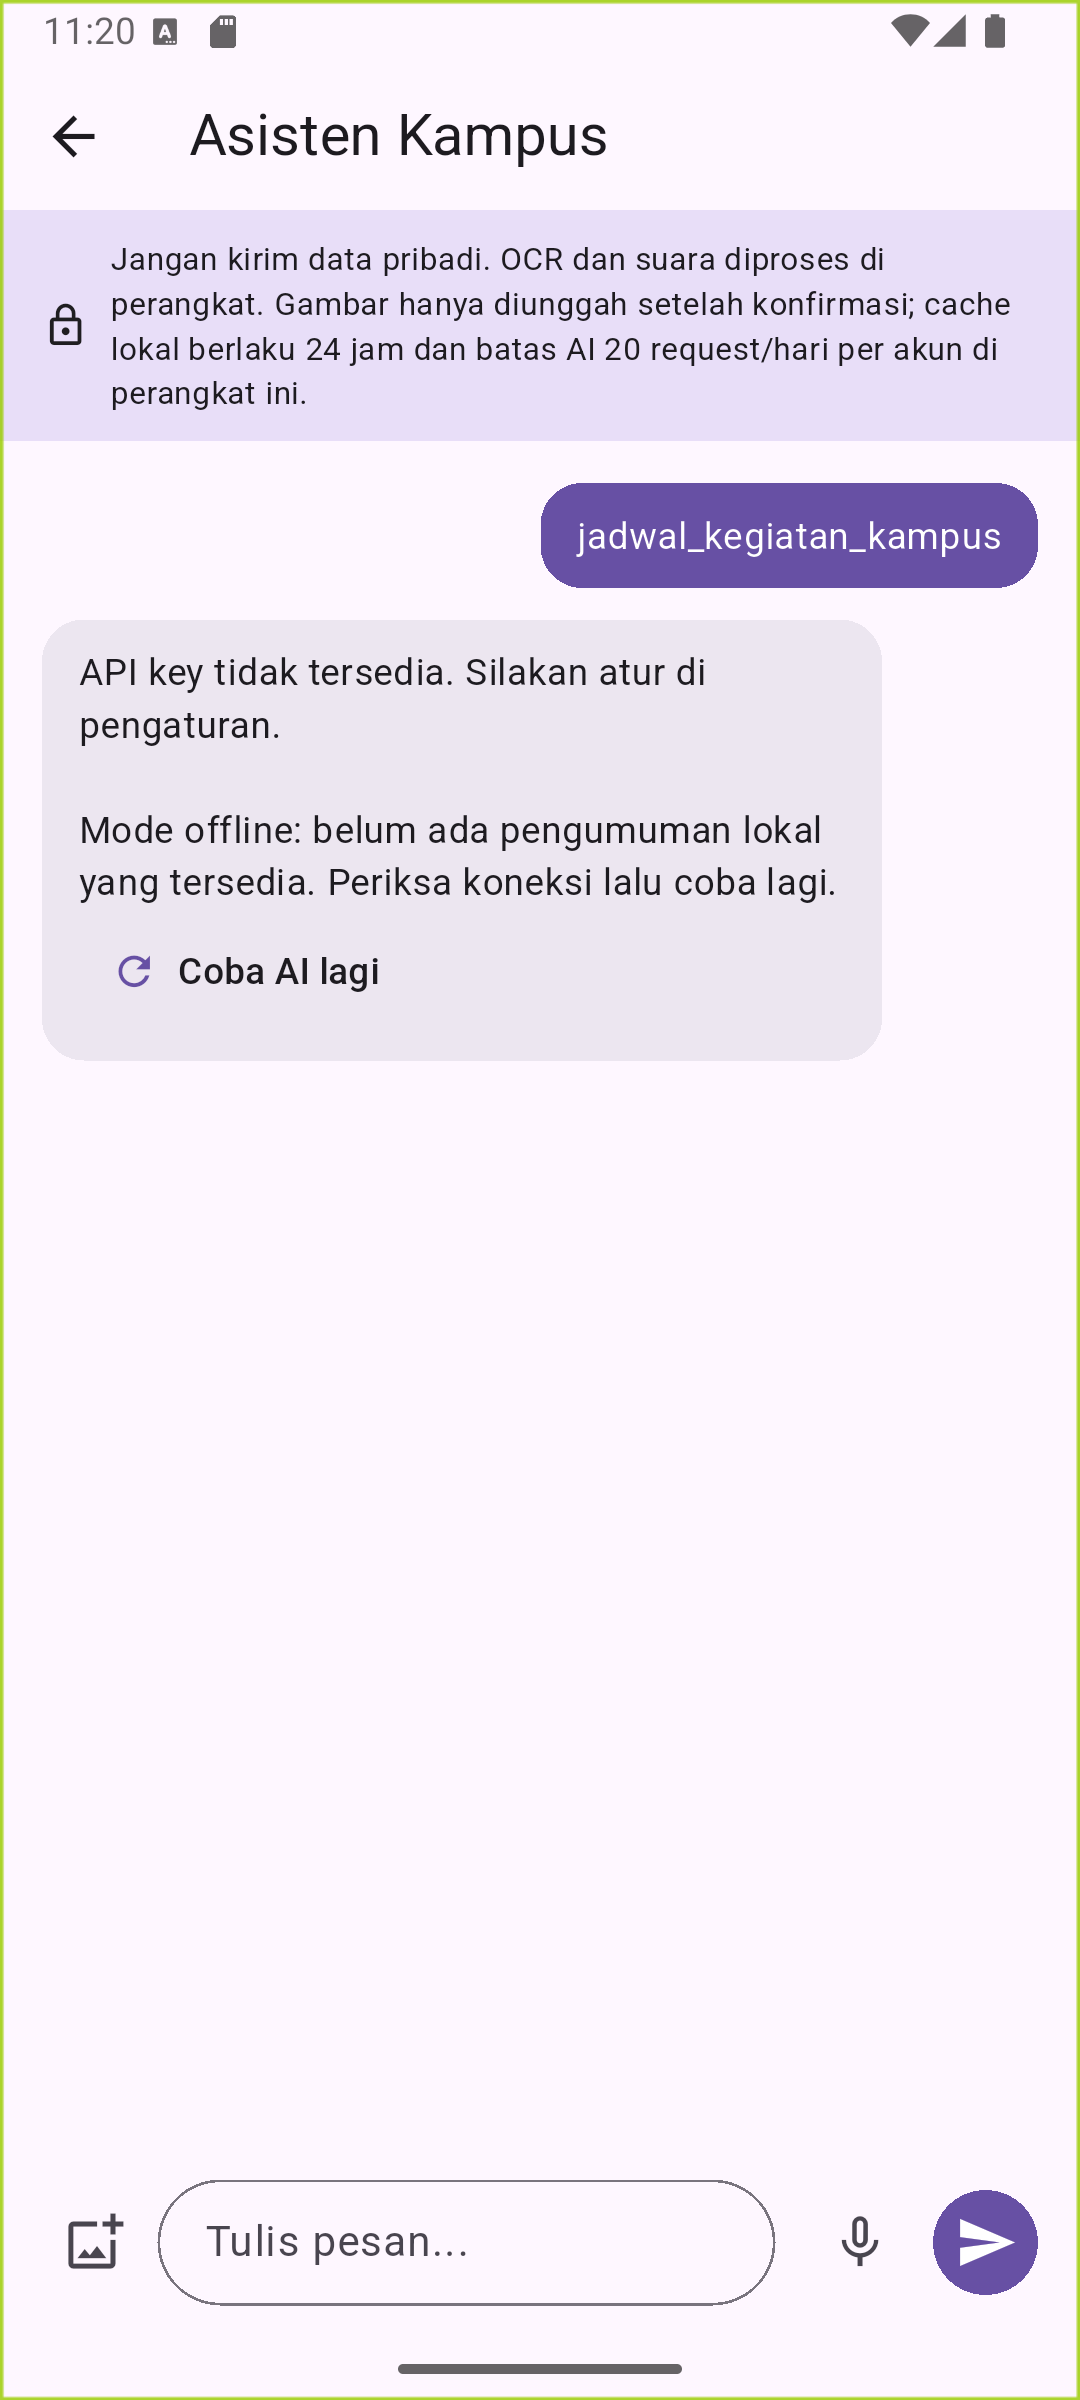 11:20
Asisten Kampus
Jangan kirim data pribadi. OCR dan suara diproses di
perangkat. Gambar hanya diunggah setelah konfirmasi; cache
lokal berlaku 24 jam dan batas AI 20 request/hari per akun di
perangkat ini.
jadwal_kegiatan_kampus
API key tidak tersedia. Silakan atur di
pengaturan.
Mode offline: belum ada pengumuman lokal
yang tersedia. Periksa koneksi lalu coba lagi.
Coba AI lagi
Tulis pesan...